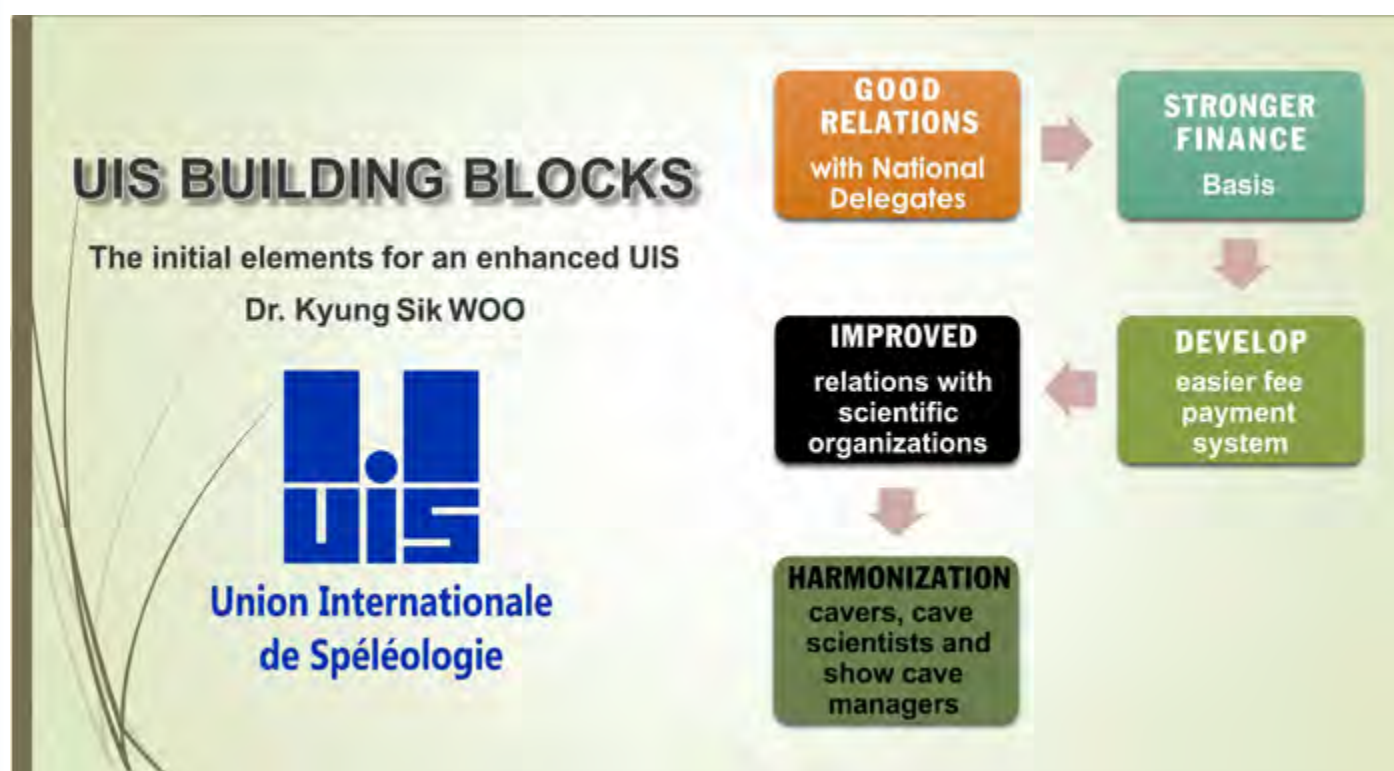 UIS BUILDING BLOCKS
The initial elements for an enhanced UIS
Dr. Kyung Sik WOO
uis
Union Internationale
de Spéléologie
GOOD
RELATIONS
with National
Delegates
STRONGER
FINANCE
Basis
DEVELOP
easier fee
payment
system
IMPROVED
relations with
scientific
organizations
HARMONIZATION
cavers, cave
scientists and
show cave
managers